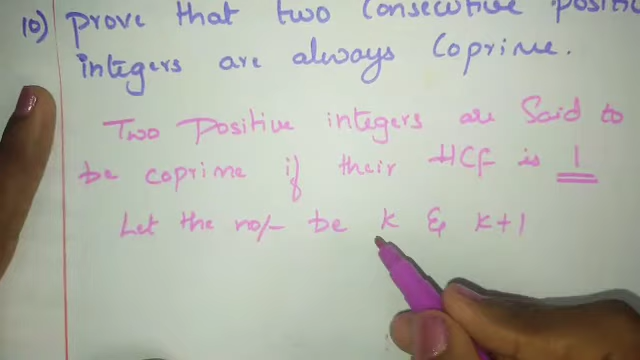 10) prove that two consecutive positi
integers are always Coprime.
Two Positive integers are Said to
be coprime if their HCF is 1
Let the no/- be k & k+1